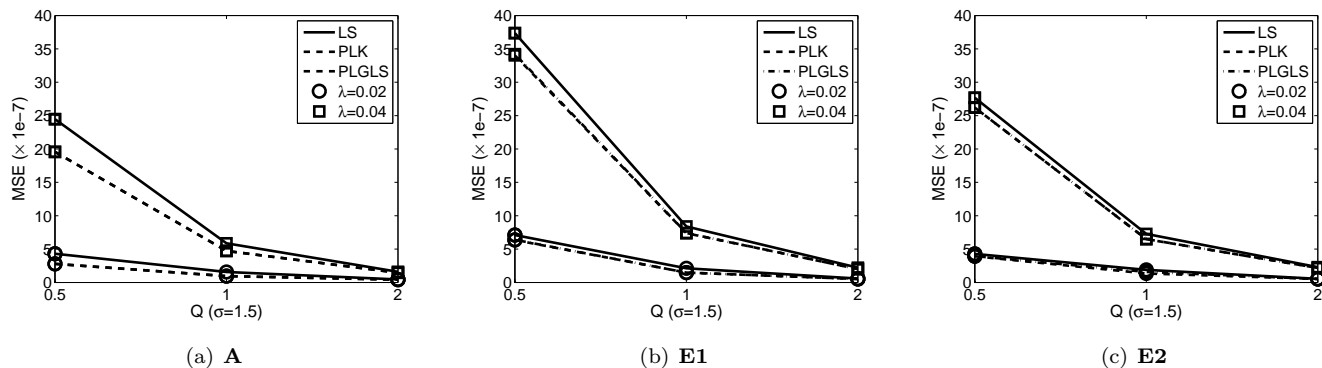 40
35
30
25
20
15
10
5
0
MSE (× 1e−7)
LS
PLK
PLGLS
λ=0.02
λ=0.04
0.5 1 2
Q (σ=1.5)
(a) A
40
35
30
25
20
15
10
5
0
MSE (× 1e−7)
LS
PLK
PLGLS
λ=0.02
λ=0.04
0.5 1 2
Q (σ=1.5)
(b) E1
40
35
30
25
20
15
10
5
0
MSE (× 1e−7)
LS
PLK
PLGLS
λ=0.02
λ=0.04
0.5 1 2
Q (σ=1.5)
(c) E2